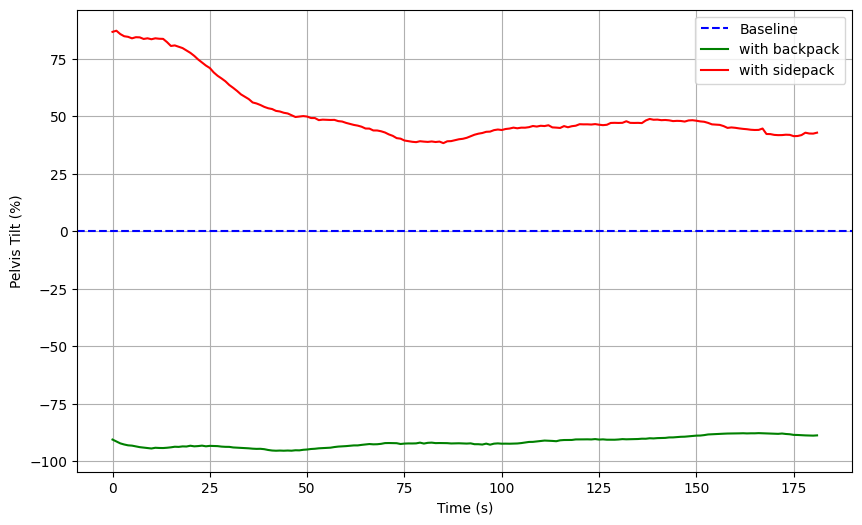 Baseline
with backpack
with sidepack
Pelvis Tilt (%)
75
50
25
0
−25
−50
−75
−100
0 25 50 75 100 125 150 175
Time (s)